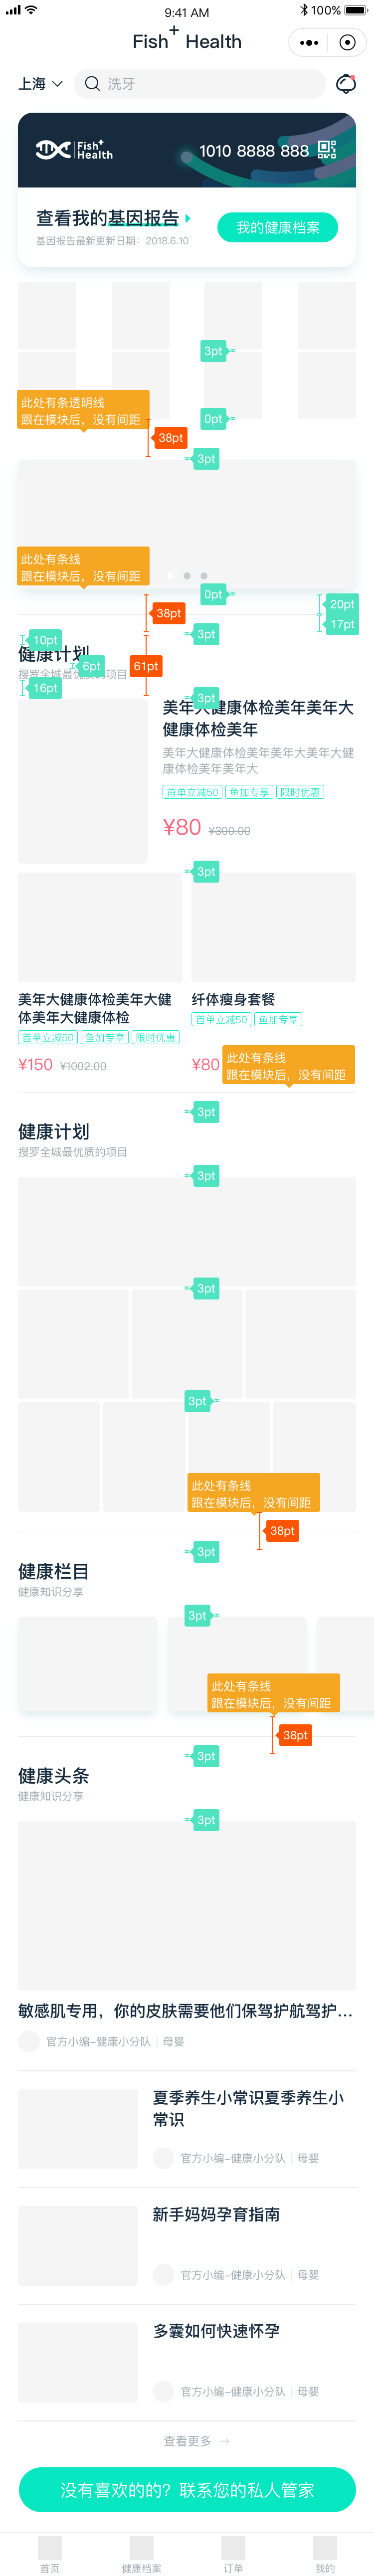 9:41 AM
100%
Fish+ Health
上海
洗牙
Fish+
Health
1010 8888 888
查看我的基因报告
基因报告最新更新日期：2018.6.10
我的健康档案
3pt
此处有条透明线
跟在模块后，没有间距
0pt
38pt
3pt
此处有条线
跟在模块后，没有间距
0pt
20pt
38pt
17pt
3pt
10pt
健康计划
6pt
61pt
搜罗全城最优质的项目
16pt
3pt
美年大健康体检美年美年大
健康体检美年
美年大健康体检美年美年大美年大健
康体检美年美年大
首单立减50
鱼加专享
限时优惠
¥80
¥300.00
3pt
美年大健康体检美年大健
体美年大健康体检
首单立减50
鱼加专享
限时优惠
¥150
¥1002.00
纤体瘦身套餐
首单立减50
鱼加专享
¥80
此处有条线
跟在模块后，没有间距
3pt
健康计划
搜罗全城最优质的项目
3pt
3pt
3pt
此处有条线
跟在模块后，没有间距
38pt
3pt
健康栏目
健康知识分享
3pt
此处有条线
跟在模块后，没有间距
38pt
3pt
健康头条
健康知识分享
3pt
敏感肌专用，你的皮肤需要他们保驾护航驾护...
官方小编-健康小分队 | 母婴
夏季养生小常识夏季养生小
常识
官方小编-健康小分队 | 母婴
新手妈妈孕育指南
官方小编-健康小分队 | 母婴
多囊如何快速怀孕
官方小编-健康小分队 | 母婴
查看更多 →
没有喜欢的的？联系您的私人管家
首页
健康档案
订单
我的